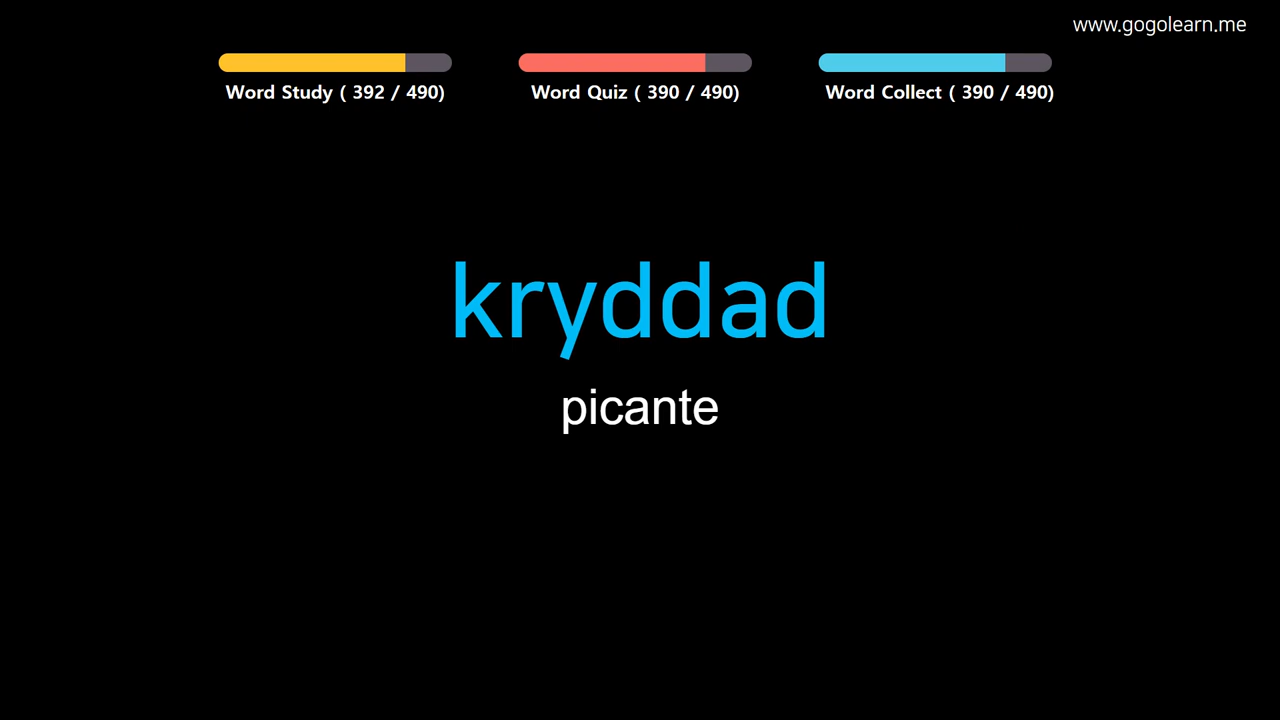 www.gogolearn.me
Word Study ( 392 / 490)
Word Quiz ( 390 / 490)
Word Collect ( 390 / 490)
kryddad
picante